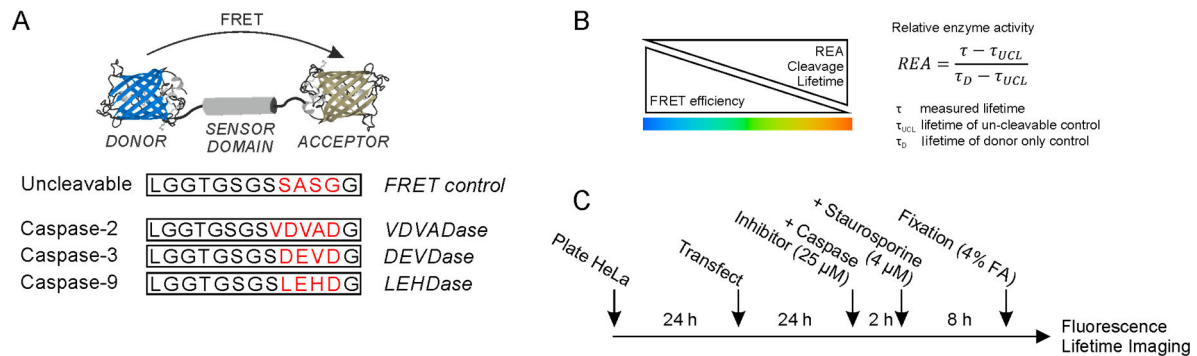 A
FRET
DONOR
SENSOR
DOMAIN
ACCEPTOR
Uncleavable LGGTGSGSSASGG FRET control
Caspase-2 LGGTGSGSVDVADG VDVADase
Caspase-3 LGGTGSGSDEVDG DEVDase
Caspase-9 LGGTGSGSLEHDG LEHDase
B
REA
Cleavage
Lifetime
FRET efficiency
Relative enzyme activity
REA = (τ − τUCL) / (τD − τUCL)
τ measured lifetime
τUCL lifetime of un-cleavable control
τD lifetime of donor only control
C
Plate HeLa
Transfect
+ Caspase
Inhibitor (25 µM)
+ Staurosporine
(4 µM)
Fixation (4% FA)
24 h
24 h
2 h
8 h
Fluorescence
Lifetime Imaging